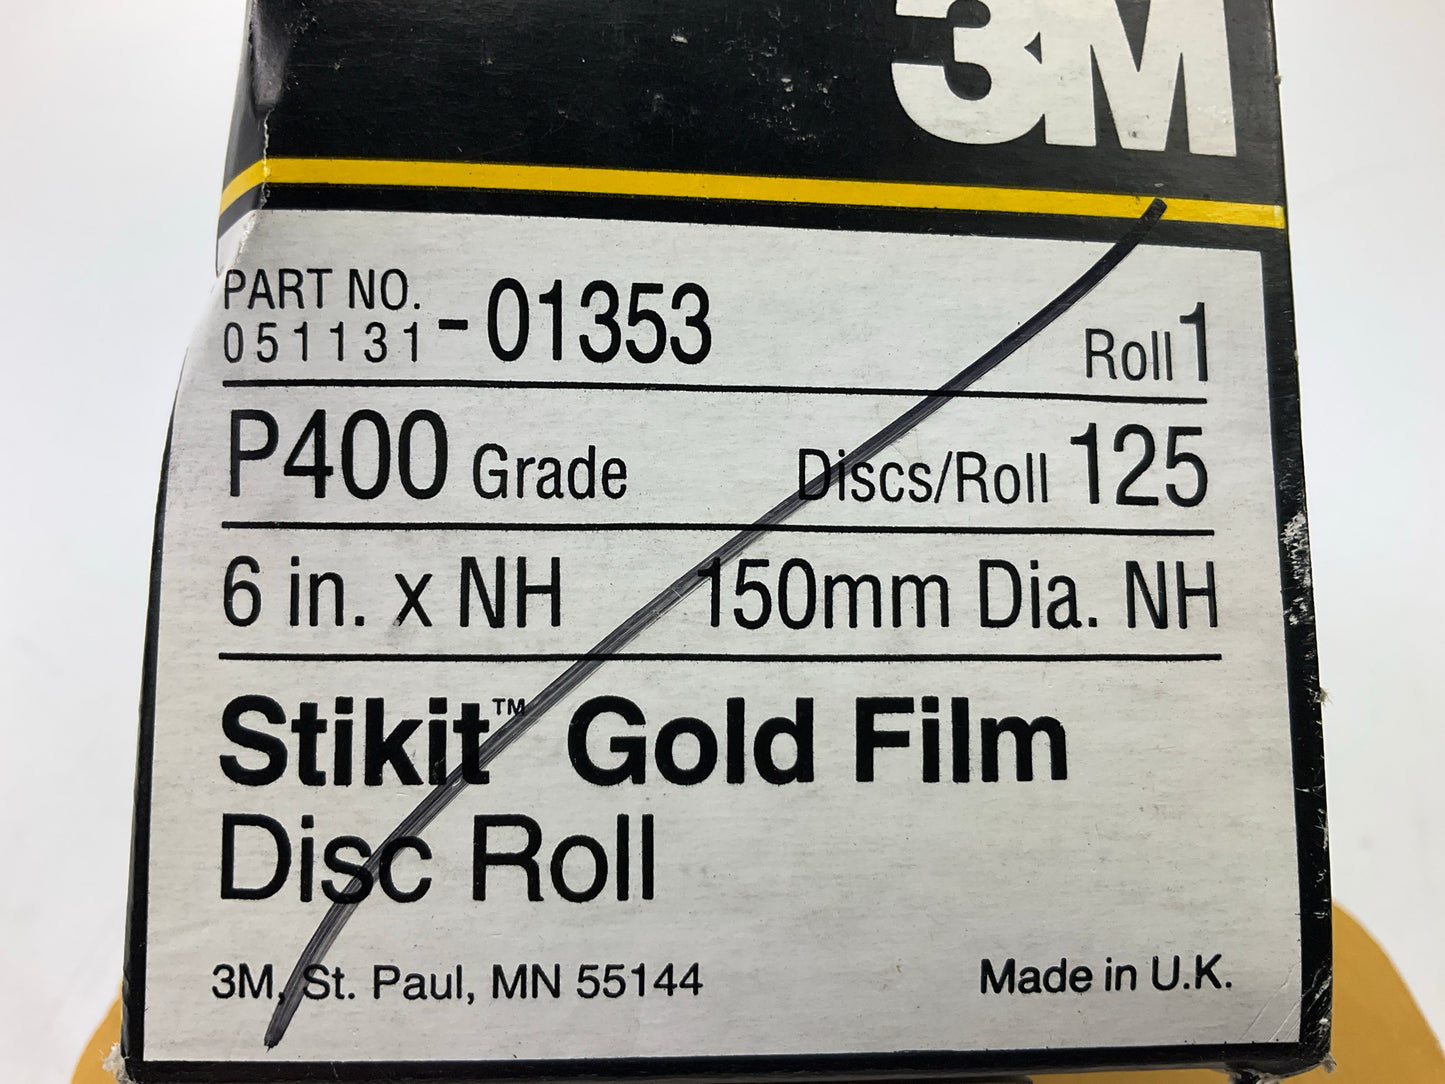 3M
PART NO.
051131 - 01353
Roll 1
P400 Grade
Discs/Roll 125
6 in. x NH
150mm Dia. NH
Stikit™ Gold Film
Disc Roll
3M, St. Paul, MN 55144
Made in U.K.